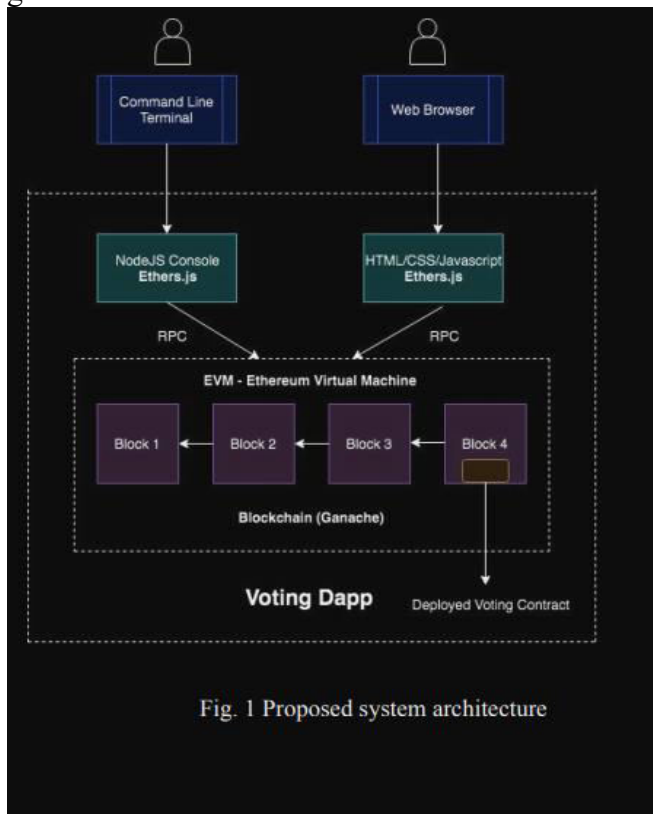 Command Line
Terminal
Web Browser
NodeJS Console
Ethers.js
HTML/CSS/Javascript
Ethers.js
RPC
RPC
EVM - Ethereum Virtual Machine
Block 1
Block 2
Block 3
Block 4
Blockchain (Ganache)
Voting Dapp
Deployed Voting Contract
Fig. 1 Proposed system architecture